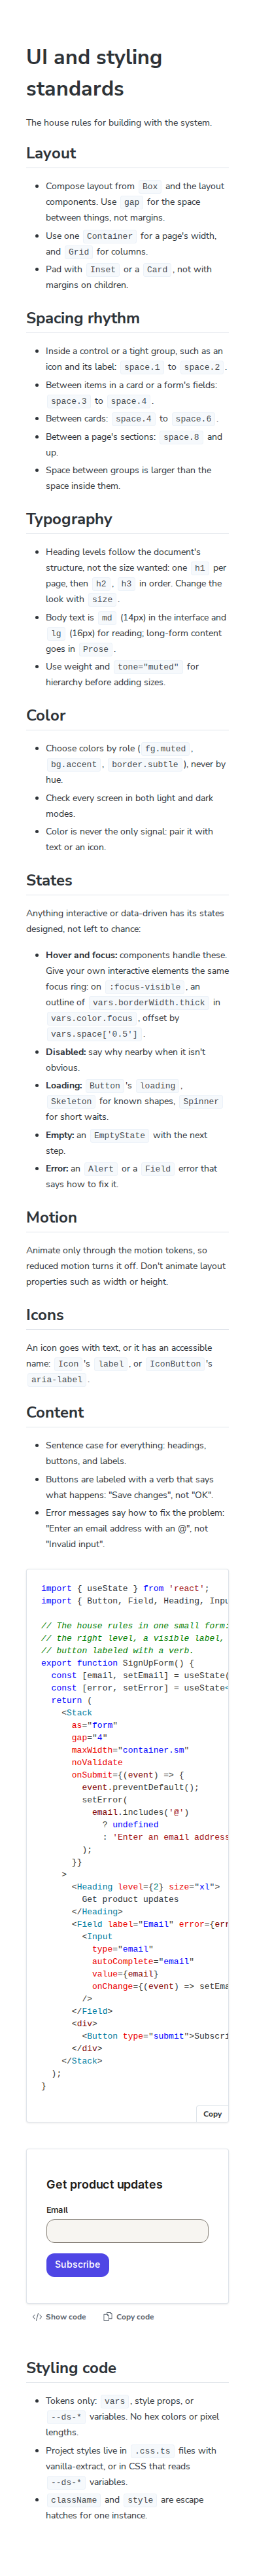 UI and styling
standards
The house rules for building with the system.
Layout
Compose layout from Box and the layout
components. Use gap for the space
between things, not margins.
Use one Container for a page's width,
and Grid for columns.
Pad with Inset or a Card, not with
margins on children.
Spacing rhythm
Inside a control or a tight group, such as an
icon and its label: space.1 to space.2.
Between items in a card or a form's fields:
space.3 to space.4.
Between cards: space.4 to space.6.
Between a page's sections: space.8 and
up.
Space between groups is larger than the
space inside them.
Typography
Heading levels follow the document's
structure, not the size wanted: one h1 per
page, then h2, h3 in order. Change the
look with size.
Body text is md (14px) in the interface and
lg (16px) for reading; long-form content
goes in Prose.
Use weight and tone="muted" for
hierarchy before adding sizes.
Color
Choose colors by role (fg.muted,
bg.accent, border.subtle), never by
hue.
Check every screen in both light and dark
modes.
Color is never the only signal: pair it with
text or an icon.
States
Anything interactive or data-driven has its states
designed, not left to chance:
Hover and focus: components handle these.
Give your own interactive elements the same
focus ring: on :focus-visible, an
outline of vars.borderWidth.thick in
vars.color.focus, offset by
vars.space['0.5'].
Disabled: say why nearby when it isn't
obvious.
Loading: Button's loading,
Skeleton for known shapes, Spinner
for short waits.
Empty: an EmptyState with the next
step.
Error: an Alert or a Field error that
says how to fix it.
Motion
Animate only through the motion tokens, so
reduced motion turns it off. Don't animate layout
properties such as width or height.
Icons
An icon goes with text, or it has an accessible
name: Icon's label, or IconButton's
aria-label.
Content
Sentence case for everything: headings,
buttons, and labels.
Buttons are labeled with a verb that says
what happens: "Save changes", not "OK".
Error messages say how to fix the problem:
"Enter an email address with an @", not
"Invalid input".
import { useState } from 'react';
import { Button, Field, Heading, Inpu
// The house rules in one small form:
// the right level, a visible label,
// button labeled with a verb.
export function SignUpForm() {
const [email, setEmail] = useState(
const [error, setError] = useState<
return (
<Stack
as="form"
gap="4"
maxWidth="container.sm"
noValidate
onSubmit={(event) => {
event.preventDefault();
setError(
email.includes('@')
? undefined
: 'Enter an email address
);
}}
>
<Heading level={2} size="xl">
Get product updates
</Heading>
<Field label="Email" error={err
<Input
type="email"
autoComplete="email"
value={email}
onChange={(event) => setEma
/>
</Field>
<div>
<Button type="submit">Subscri
</div>
</Stack>
);
}
Copy
Get product updates
Email
Subscribe
Show code Copy code
Styling code
Tokens only: vars, style props, or
--ds-* variables. No hex colors or pixel
lengths.
Project styles live in .css.ts files with
vanilla-extract, or in CSS that reads
--ds-* variables.
className and style are escape
hatches for one instance.